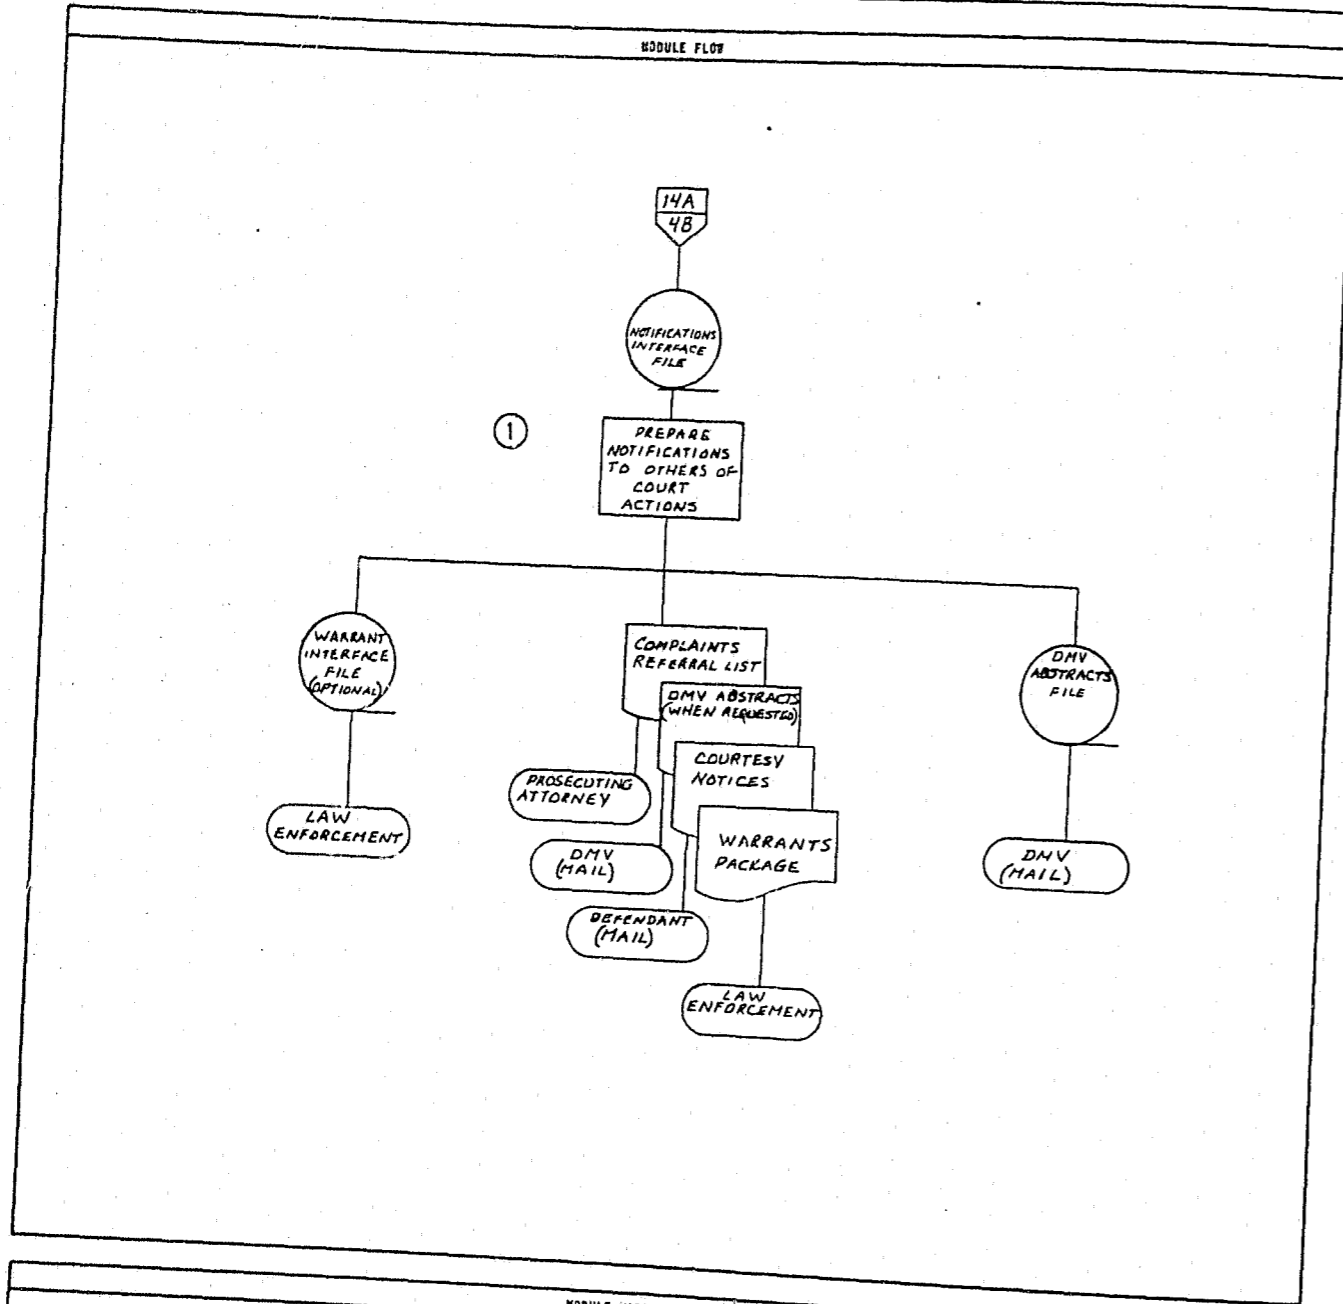 MODULE FLOW
14A
4B
NOTIFICATIONS
INTERFACE
FILE
1
PREPARE
NOTIFICATIONS
TO OTHERS OF
COURT
ACTIONS
WARRANT
INTERFACE
FILE
(OPTIONAL)
LAW
ENFORCEMENT
COMPLAINTS
REFERRAL LIST
DMV ABSTRACTS
(WHEN REQUESTED)
COURTESY
NOTICES
WARRANTS
PACKAGE
PROSECUTING
ATTORNEY
DMV
(MAIL)
DEFENDANT
(MAIL)
LAW
ENFORCEMENT
DMV
ABSTRACTS
FILE
DMV
(MAIL)
MODULE